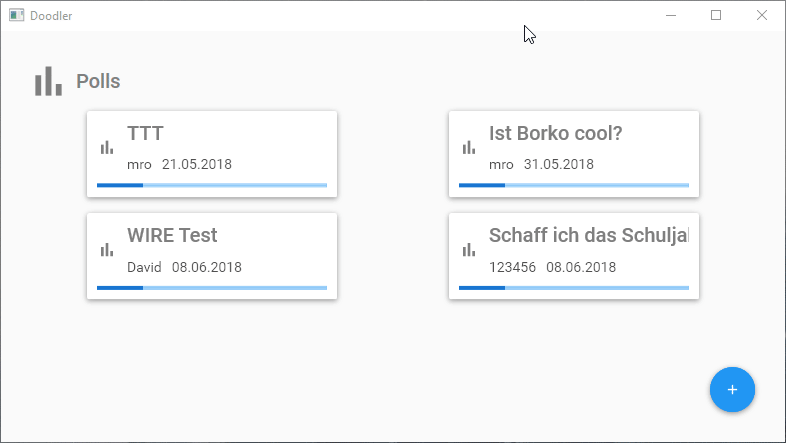 Doodler
Polls
TTT
mro 21.05.2018
Ist Borko cool?
mro 31.05.2018
WIRE Test
David 08.06.2018
Schaff ich das Schulja
123456 08.06.2018
+